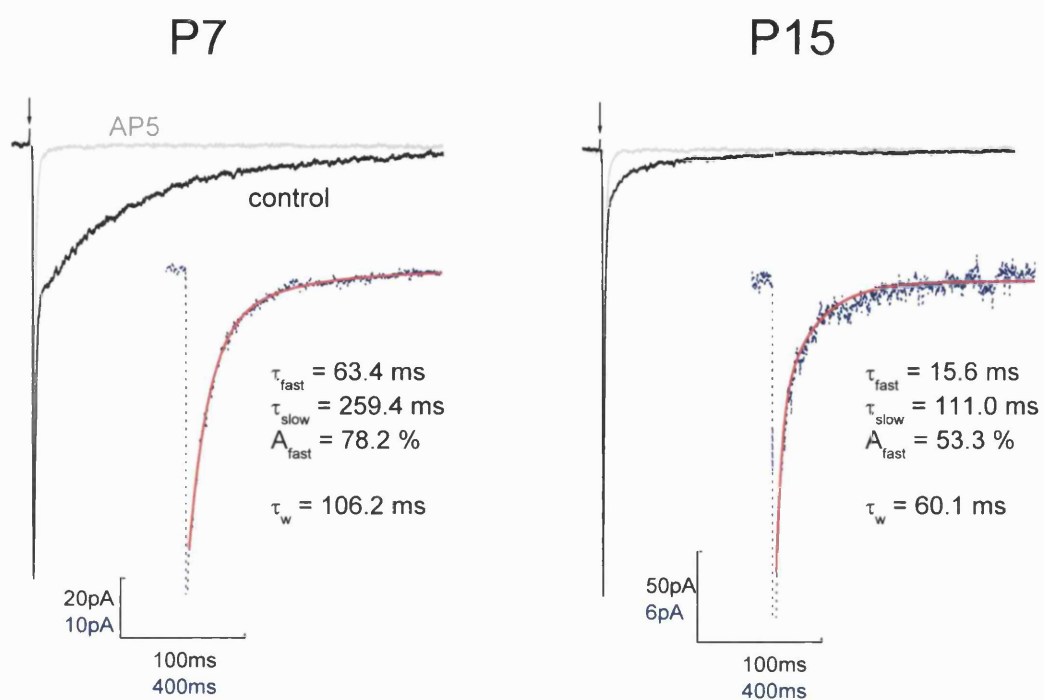 P7
AP5
control
τfast = 63.4 ms
τslow = 259.4 ms
Afast = 78.2 %
τw = 106.2 ms
20pA
10pA
100ms
400ms
P15
τfast = 15.6 ms
τslow = 111.0 ms
Afast = 53.3 %
τw = 60.1 ms
50pA
6pA
100ms
400ms